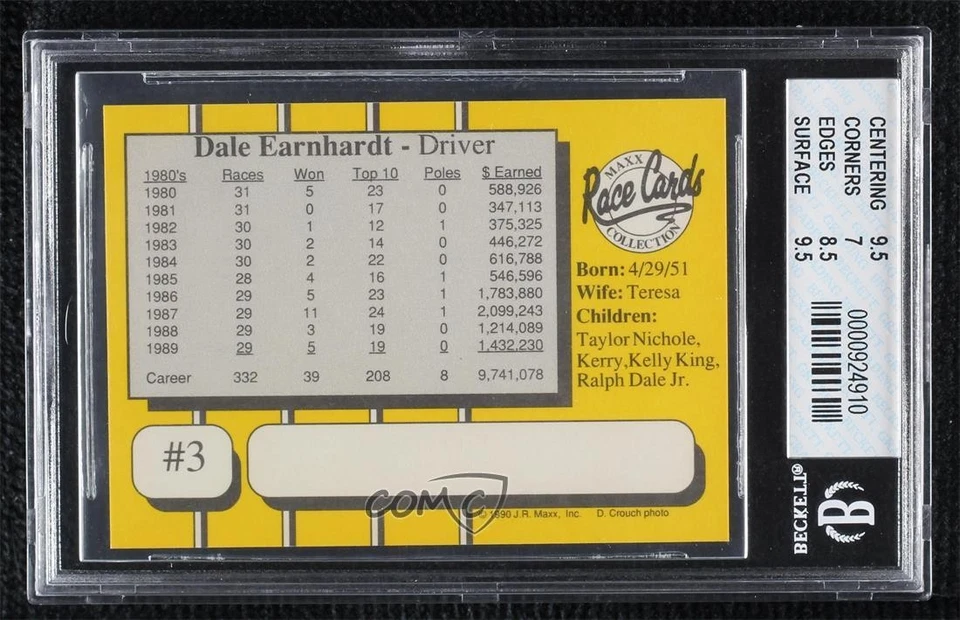 Dale Earnhardt - Driver
1980's Races Won Top 10 Poles $ Earned
1980 31 5 23 0 588,926
1981 31 0 17 0 347,113
1982 30 1 12 1 375,325
1983 30 2 14 0 446,272
1984 30 2 22 0 616,788
1985 28 4 16 1 546,596
1986 29 5 23 1 1,783,880
1987 29 11 24 1 2,099,243
1988 29 3 19 0 1,214,089
1989 29 5 19 0 1,432,230
Career 332 39 208 8 9,741,078
MAXX
Race Cards
COLLECTION
Born: 4/29/51
Wife: Teresa
Children:
Taylor Nichole,
Kerry,Kelly King,
Ralph Dale Jr.
#3
COMC
© 1990 J.R. Maxx, Inc. D. Crouch photo
CENTERING 9.5
CORNERS 7
EDGES 8.5
SURFACE 9.5
0000924910
BECKETT®
B